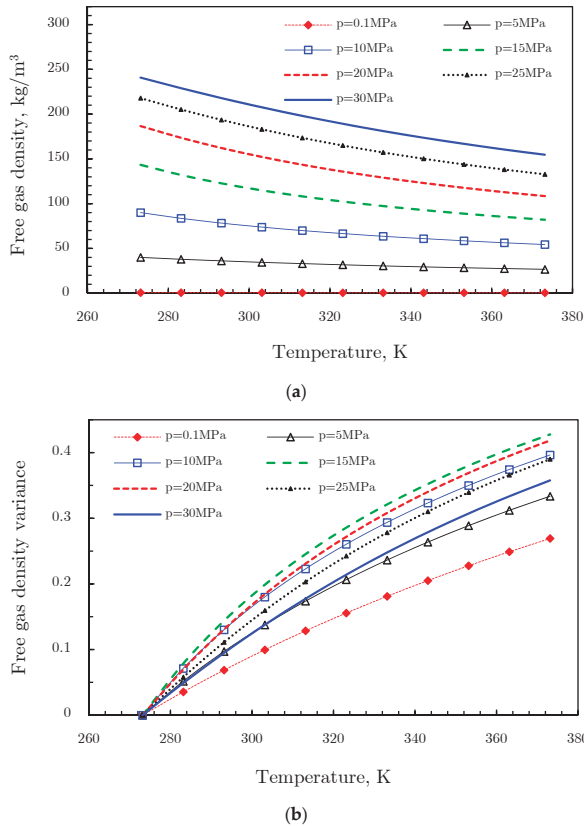 300
250
200
150
100
50
0
Free gas density, kg/m³
p=0.1MPa
p=5MPa
p=10MPa
p=15MPa
p=20MPa
p=25MPa
p=30MPa
260 280 300 320 340 360 380
Temperature, K
(a)
0.4
0.3
0.2
0.1
0
Free gas density variance
p=0.1MPa
p=5MPa
p=10MPa
p=15MPa
p=20MPa
p=25MPa
p=30MPa
260 280 300 320 340 360 380
Temperature, K
(b)